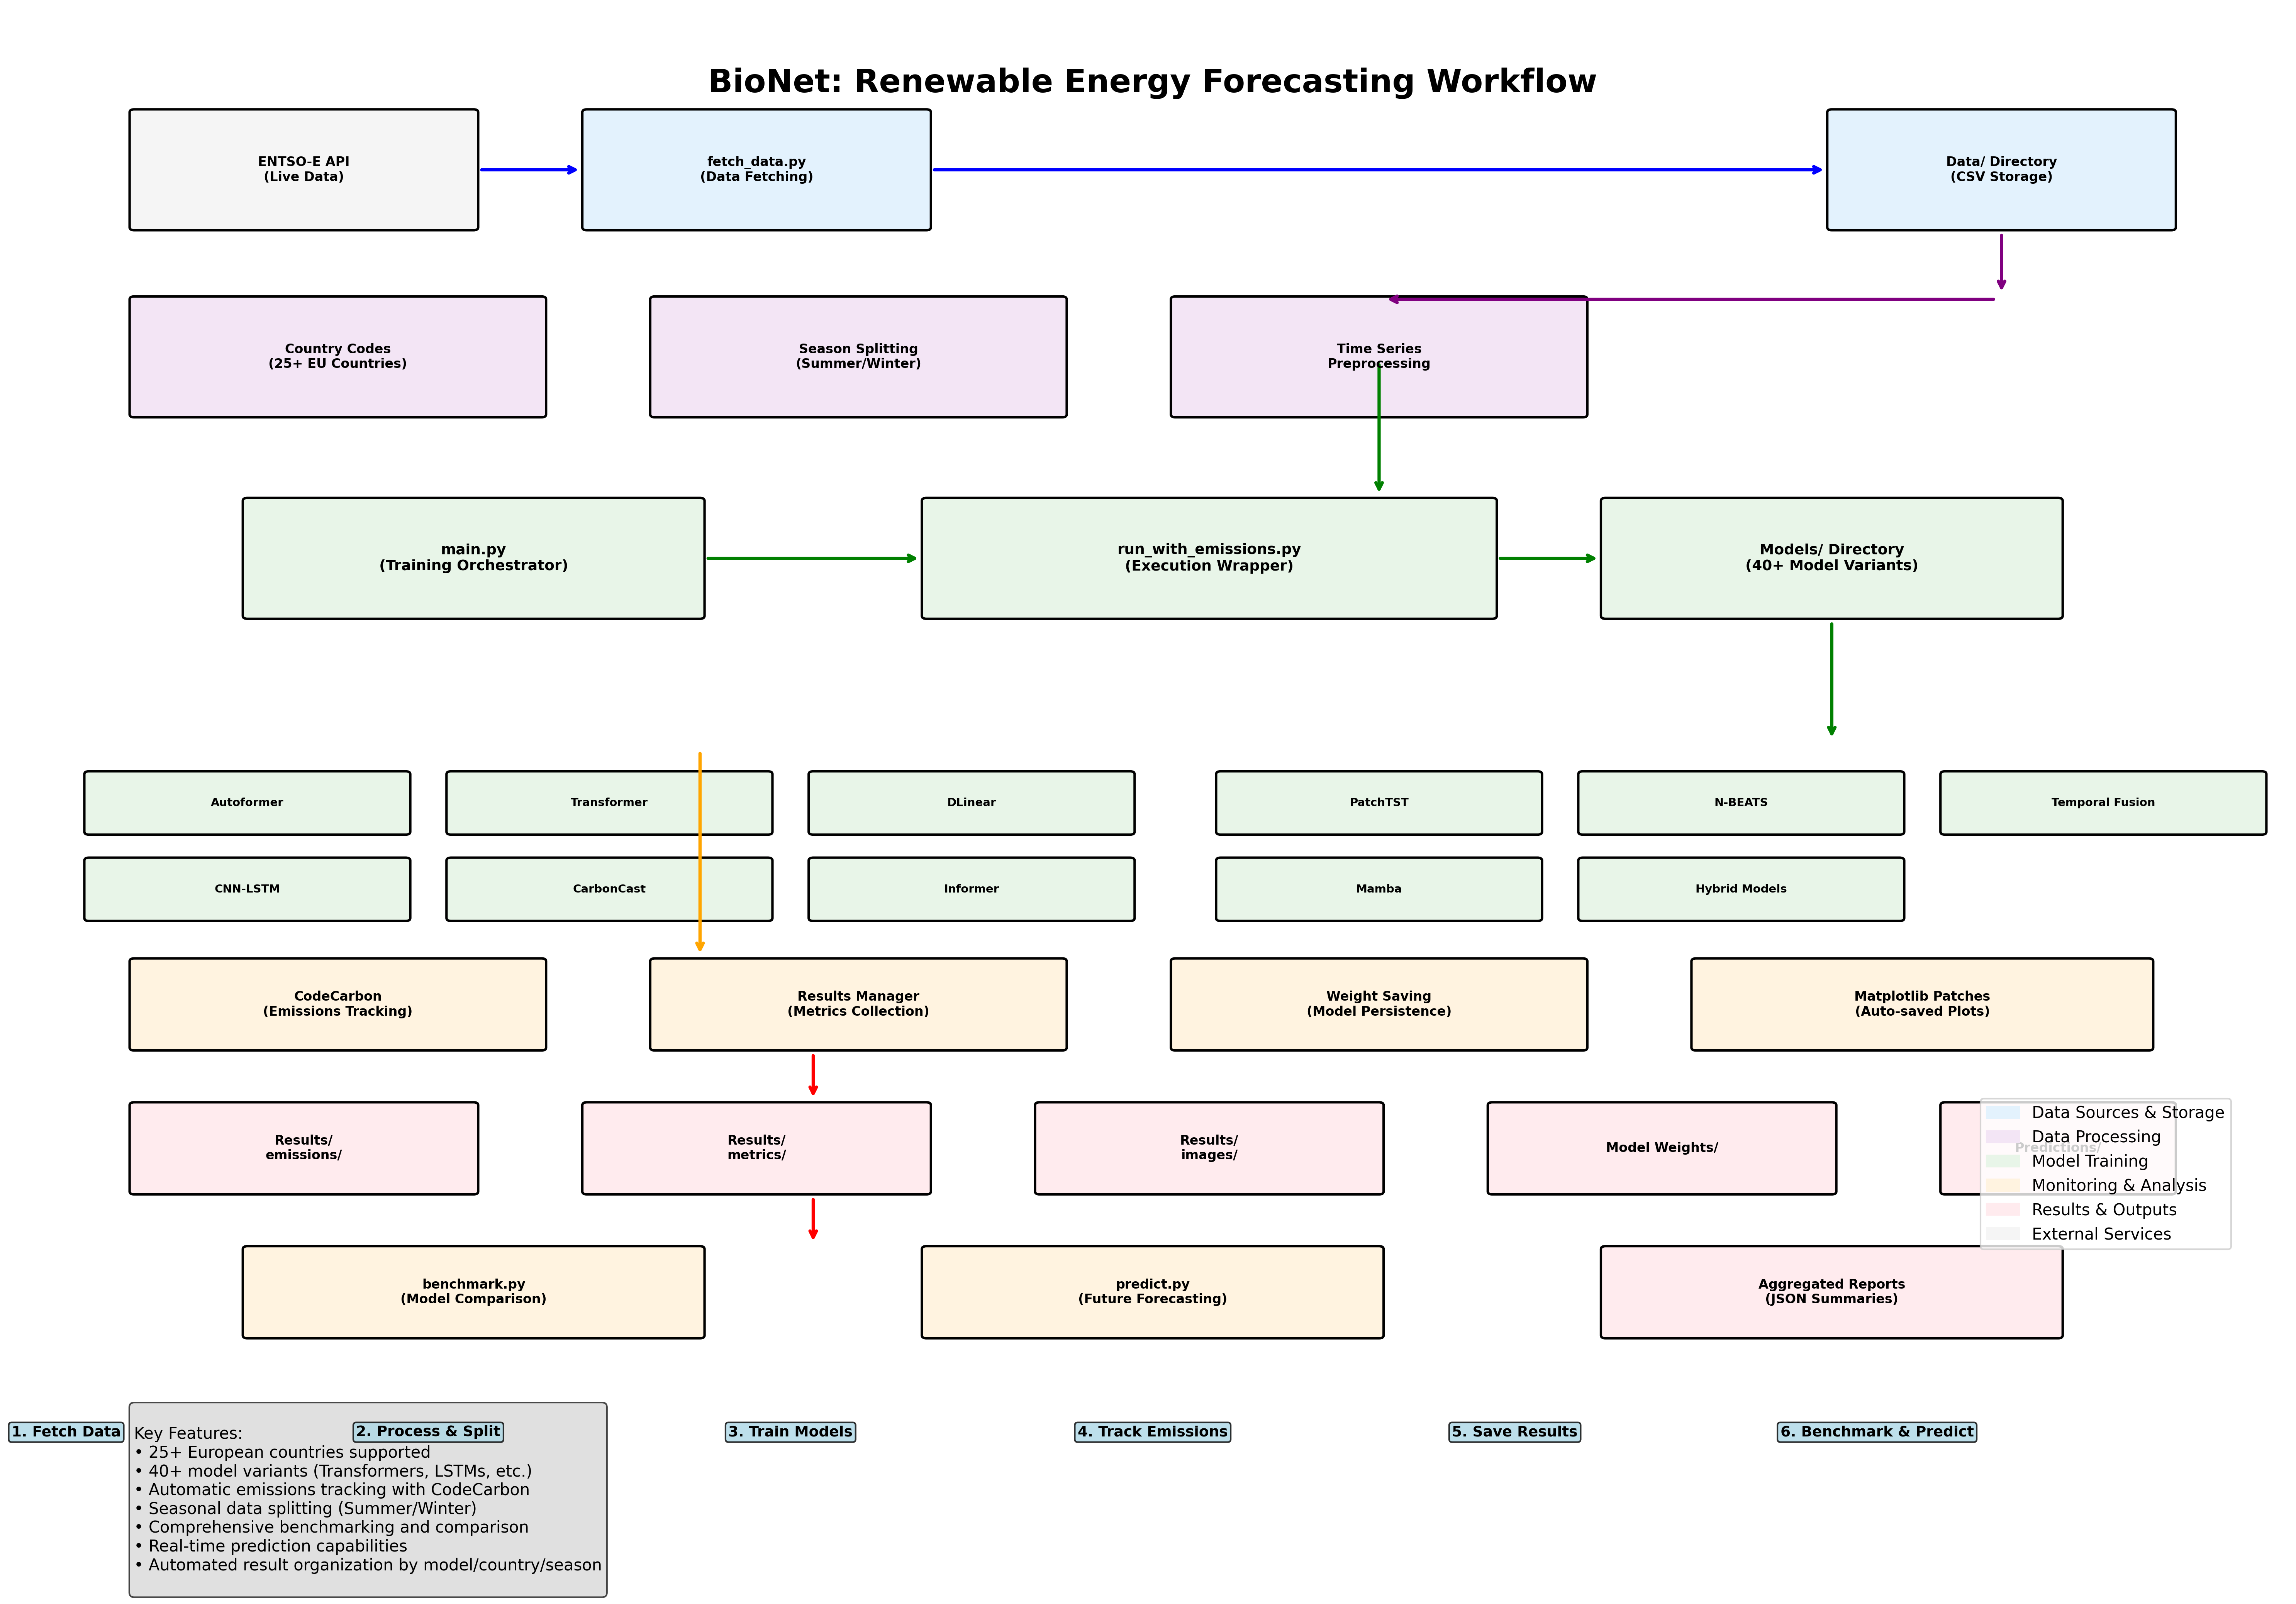 BioNet: Renewable Energy Forecasting Workflow
ENTSO-E API
(Live Data)
fetch_data.py
(Data Fetching)
Data/ Directory
(CSV Storage)
Country Codes
(25+ EU Countries)
Season Splitting
(Summer/Winter)
Time Series
Preprocessing
main.py
(Training Orchestrator)
run_with_emissions.py
(Execution Wrapper)
Models/ Directory
(40+ Model Variants)
Autoformer
Transformer
DLinear
PatchTST
N-BEATS
Temporal Fusion
CNN-LSTM
CarbonCast
Informer
Mamba
Hybrid Models
CodeCarbon
(Emissions Tracking)
Results Manager
(Metrics Collection)
Weight Saving
(Model Persistence)
Matplotlib Patches
(Auto-saved Plots)
Results/
emissions/
Results/
metrics/
Results/
images/
Model Weights/
Predictions/
Data Sources & Storage
Data Processing
Model Training
Monitoring & Analysis
Results & Outputs
External Services
benchmark.py
(Model Comparison)
predict.py
(Future Forecasting)
Aggregated Reports
(JSON Summaries)
1. Fetch Data
2. Process & Split
3. Train Models
4. Track Emissions
5. Save Results
6. Benchmark & Predict
Key Features:
• 25+ European countries supported
• 40+ model variants (Transformers, LSTMs, etc.)
• Automatic emissions tracking with CodeCarbon
• Seasonal data splitting (Summer/Winter)
• Comprehensive benchmarking and comparison
• Real-time prediction capabilities
• Automated result organization by model/country/season